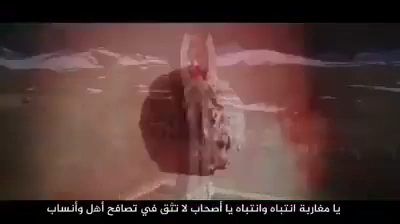 يا مغاربة انتباه وانتباه يا أصحاب لا تثق في تصافح أهل وأنساب